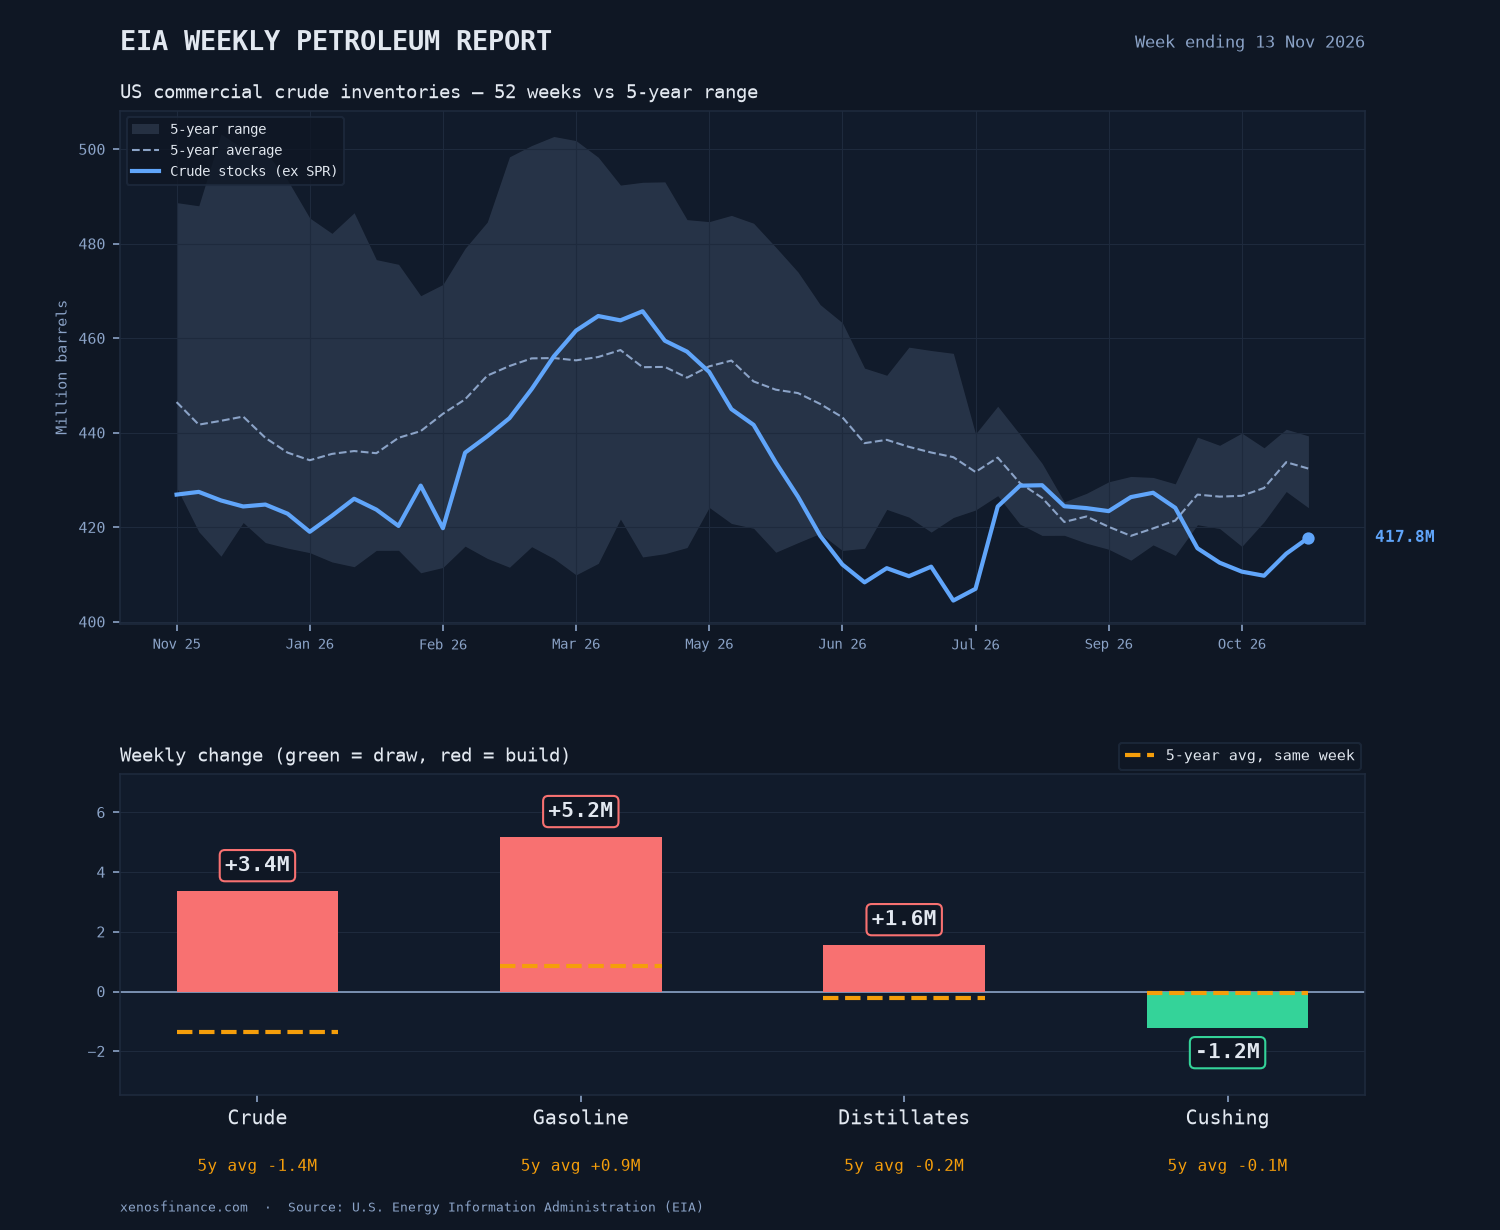 EIA WEEKLY PETROLEUM REPORT
Week ending 13 Nov 2026
US commercial crude inventories — 52 weeks vs 5-year range
5-year range
5-year average
Crude stocks (ex SPR)
Million barrels
500
480
460
440
420
400
417.8M
Nov 25 Jan 26 Feb 26 Mar 26 May 26 Jun 26 Jul 26 Sep 26 Oct 26
Weekly change (green = draw, red = build)
5-year avg, same week
6
4
2
0
−2
+3.4M
+5.2M
+1.6M
-1.2M
Crude Gasoline Distillates Cushing
5y avg -1.4M 5y avg +0.9M 5y avg -0.2M 5y avg -0.1M
xenosfinance.com · Source: U.S. Energy Information Administration (EIA)